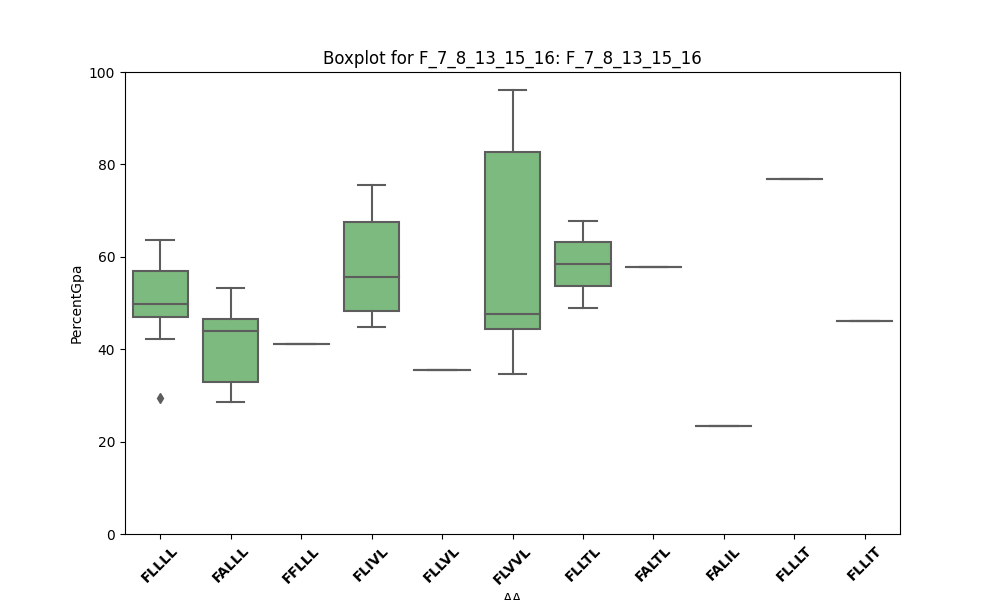 Boxplot for F_7_8_13_15_16: F_7_8_13_15_16
100
80
60
40
20
0
PercentGpa
FLLLL
FALLL
FFLLL
FLIVL
FLLVL
FLVVL
FLLTL
FALTL
FALIL
FLLLT
FLLIT
AA